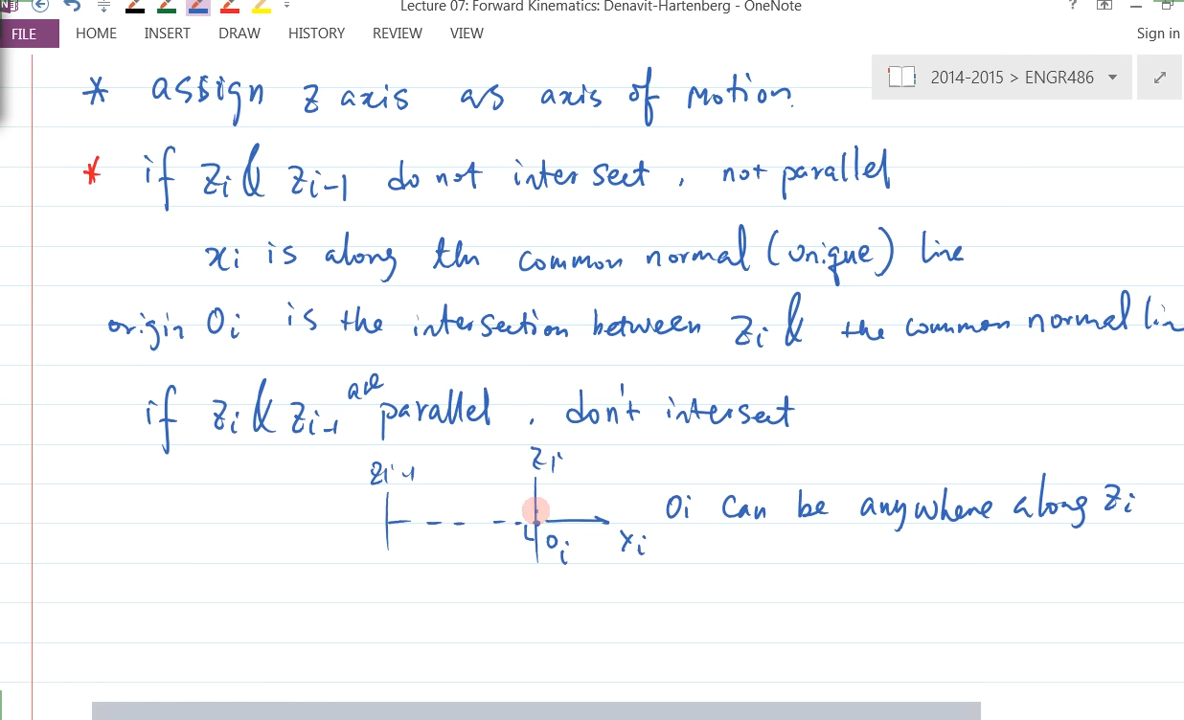 Lecture 07: Forward Kinematics: Denavit-Hartenberg - OneNote
?
FILE HOME INSERT DRAW HISTORY REVIEW VIEW Sign in
2014-2015 > ENGR486
* assign z axis as axis of motion.
* if zi & zi-1 do not intersect, not parallel
xi is along the common normal (unique) line
origin Oi is the intersection between zi & the common normal lin
if zi & zi-1 are parallel, don't intersect
zi-1 zi
Oi can be anywhere along zi
Oi xi